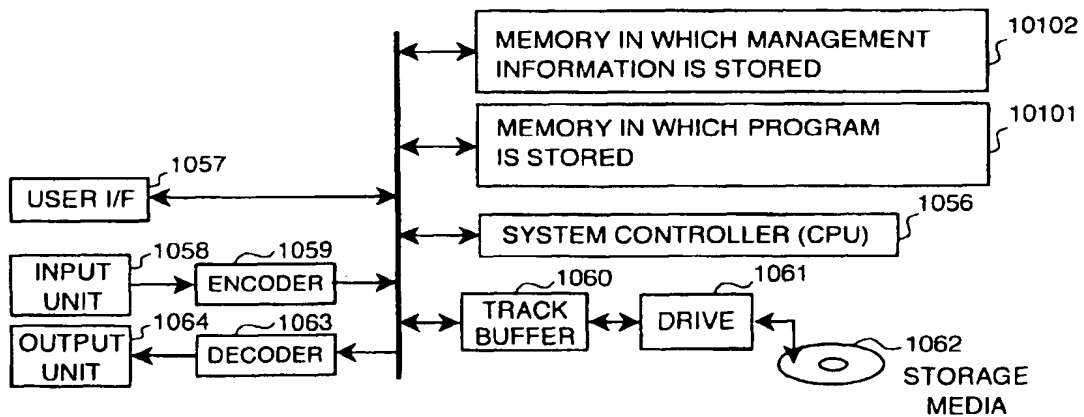 MEMORY IN WHICH MANAGEMENT
INFORMATION IS STORED
10102
MEMORY IN WHICH PROGRAM
IS STORED
10101
1057
USER I/F
1056
SYSTEM CONTROLLER (CPU)
1058
INPUT
UNIT
1059
ENCODER
1060
TRACK
BUFFER
1061
DRIVE
1064
OUTPUT
UNIT
1063
DECODER
1062
STORAGE
MEDIA